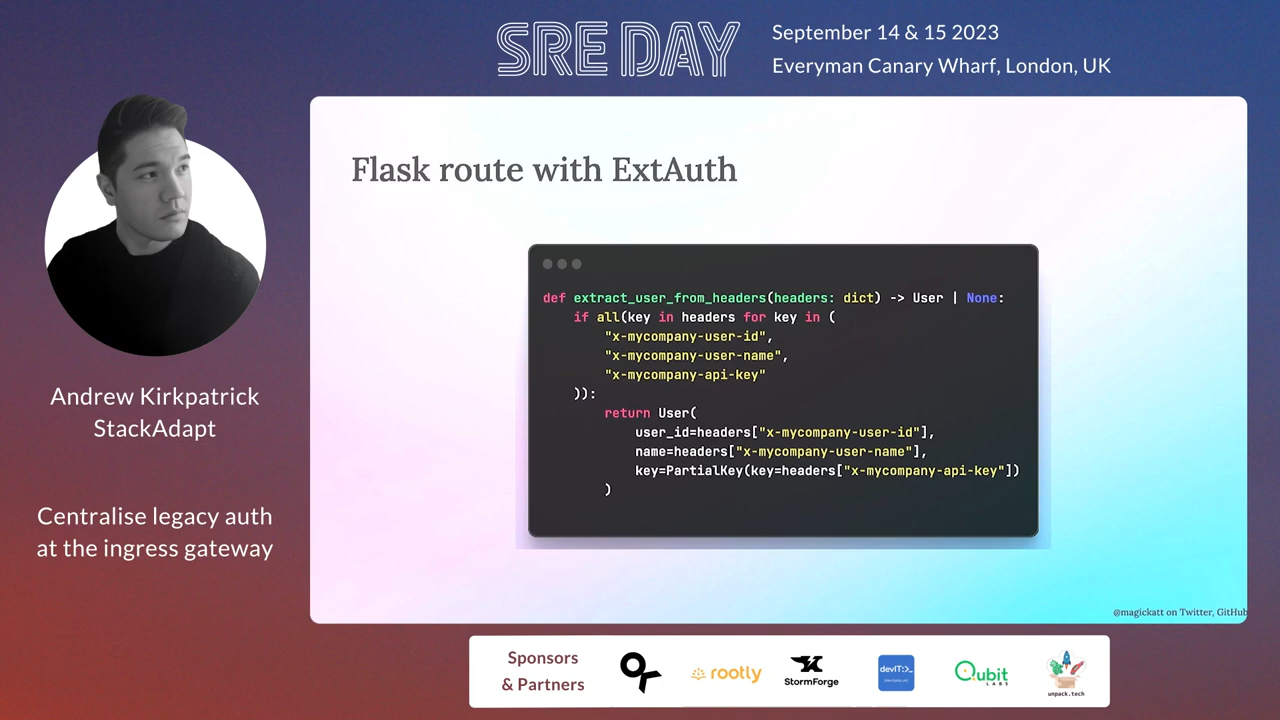 SRE DAY
September 14 & 15 2023
Everyman Canary Wharf, London, UK
Flask route with ExtAuth
def extract_user_from_headers(headers: dict) -> User | None:
    if all(key in headers for key in (
        "x-mycompany-user-id",
        "x-mycompany-user-name",
        "x-mycompany-api-key"
    )):
        return User(
            user_id=headers["x-mycompany-user-id"],
            name=headers["x-mycompany-user-name"],
            key=PartialKey(key=headers["x-mycompany-api-key"])
        )
@magickatt on Twitter, GitHub
Andrew Kirkpatrick
StackAdapt
Centralise legacy auth
at the ingress gateway
Sponsors
& Partners
rootly
StormForge
devIT:>_
Qubit
LABS
unpack.tech